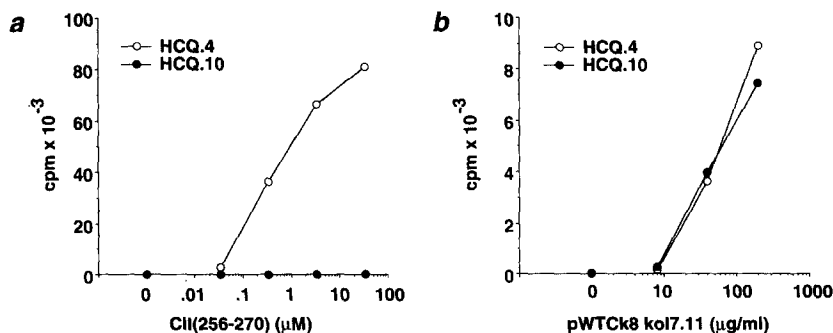 a
HCQ.4
HCQ.10
cpm x 10-3
100
80
60
40
20
0
0 .01 .1 1 10 100
CII(256-270) (μM)
b
HCQ.4
HCQ.10
cpm x 10-3
10
8
6
4
2
0
0 1 10 100 1000
pWTCk8 kol7.11 (μg/ml)